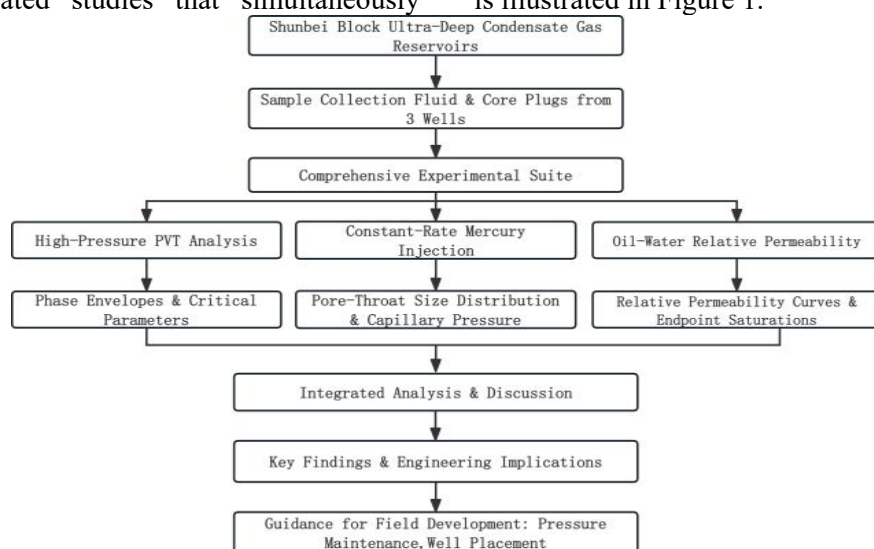 ated studies that simultaneously is illustrated in Figure 1.
Shunbei Block Ultra-Deep Condensate Gas
Reservoirs
Sample Collection Fluid & Core Plugs from
3 Wells
Comprehensive Experimental Suite
High-Pressure PVT Analysis
Constant-Rate Mercury
Injection
Oil-Water Relative Permeability
Phase Envelopes & Critical
Parameters
Pore-Throat Size Distribution
& Capillary Pressure
Relative Permeability Curves &
Endpoint Saturations
Integrated Analysis & Discussion
Key Findings & Engineering Implications
Guidance for Field Development: Pressure
Maintenance,Well Placement